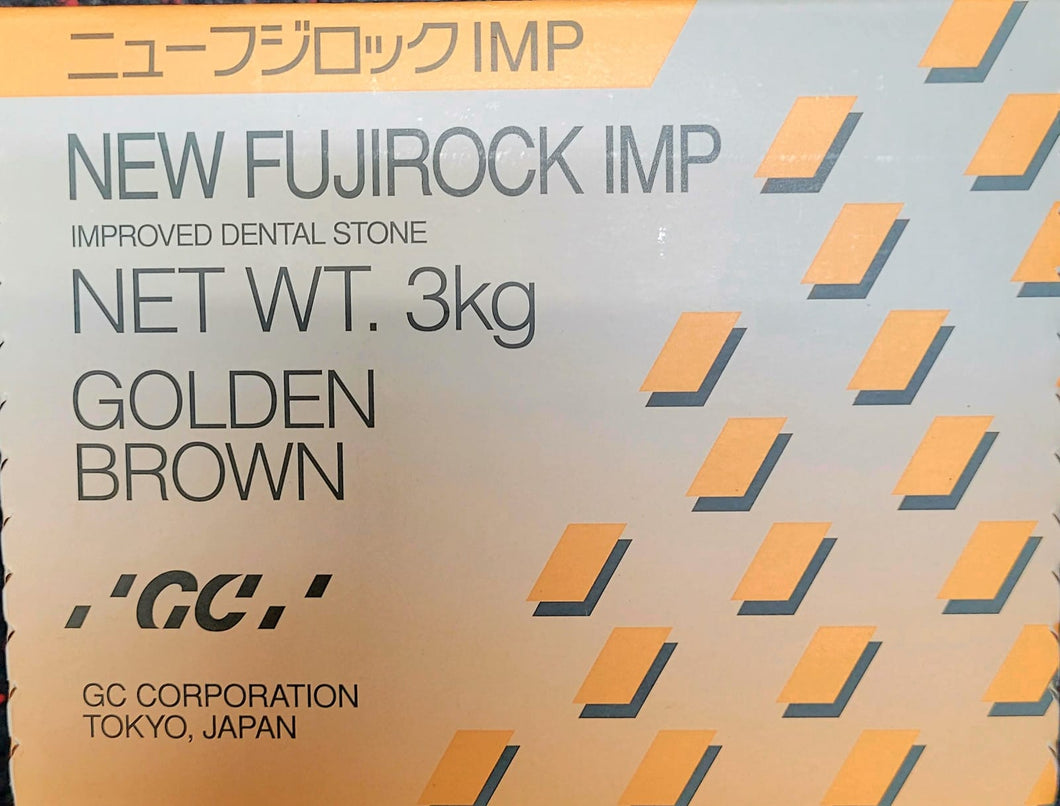 ニューフジロックIMP
NEW FUJIROCK IMP
IMPROVED DENTAL STONE
NET WT. 3kg
GOLDEN
BROWN
GC
GC CORPORATION
TOKYO, JAPAN